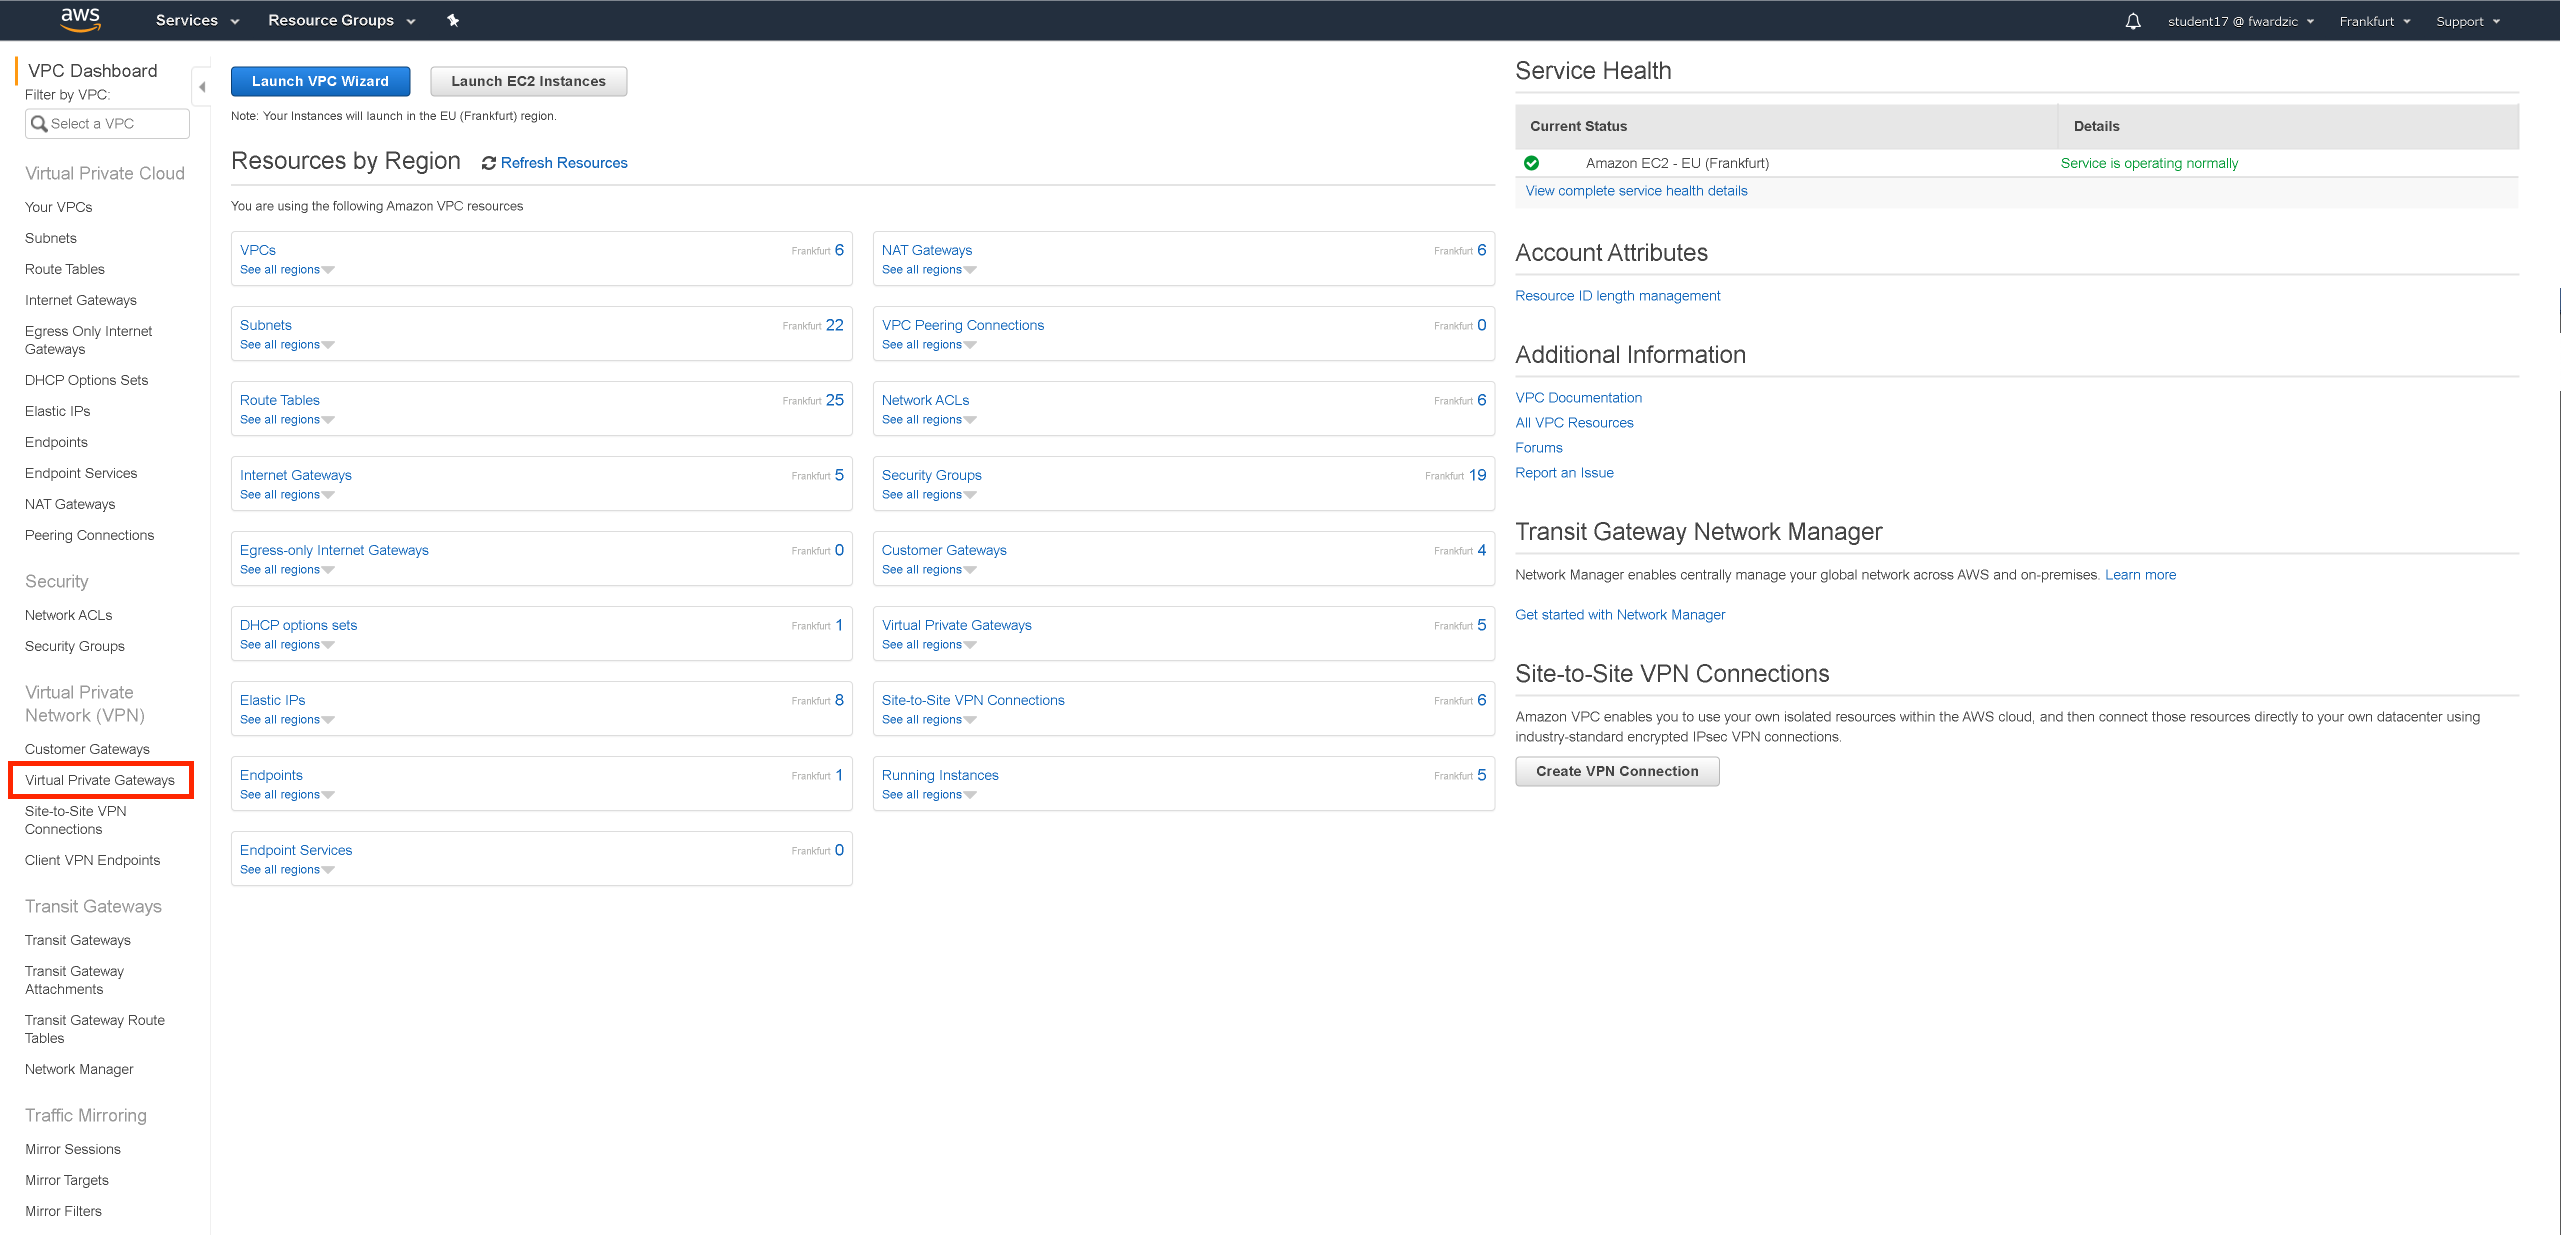 aws
Services
Resource Groups
student17 @ fwardzic
Frankfurt
Support
VPC Dashboard
Filter by VPC:
Select a VPC
Virtual Private Cloud
Your VPCs
Subnets
Route Tables
Internet Gateways
Egress Only Internet
Gateways
DHCP Options Sets
Elastic IPs
Endpoints
Endpoint Services
NAT Gateways
Peering Connections
Security
Network ACLs
Security Groups
Virtual Private
Network (VPN)
Customer Gateways
Virtual Private Gateways
Site-to-Site VPN
Connections
Client VPN Endpoints
Transit Gateways
Transit Gateways
Transit Gateway
Attachments
Transit Gateway Route
Tables
Network Manager
Traffic Mirroring
Mirror Sessions
Mirror Targets
Mirror Filters
Launch VPC Wizard
Launch EC2 Instances
Note: Your Instances will launch in the EU (Frankfurt) region.
Resources by Region
Refresh Resources
You are using the following Amazon VPC resources
VPCs Frankfurt 6
See all regions
NAT Gateways Frankfurt 6
See all regions
Subnets Frankfurt 22
See all regions
VPC Peering Connections Frankfurt 0
See all regions
Route Tables Frankfurt 25
See all regions
Network ACLs Frankfurt 6
See all regions
Internet Gateways Frankfurt 5
See all regions
Security Groups Frankfurt 19
See all regions
Egress-only Internet Gateways Frankfurt 0
See all regions
Customer Gateways Frankfurt 4
See all regions
DHCP options sets Frankfurt 1
See all regions
Virtual Private Gateways Frankfurt 5
See all regions
Elastic IPs Frankfurt 8
See all regions
Site-to-Site VPN Connections Frankfurt 6
See all regions
Endpoints Frankfurt 1
See all regions
Running Instances Frankfurt 5
See all regions
Endpoint Services Frankfurt 0
See all regions
Service Health
Current Status Details
Amazon EC2 - EU (Frankfurt) Service is operating normally
View complete service health details
Account Attributes
Resource ID length management
Additional Information
VPC Documentation
All VPC Resources
Forums
Report an Issue
Transit Gateway Network Manager
Network Manager enables centrally manage your global network across AWS and on-premises. Learn more
Get started with Network Manager
Site-to-Site VPN Connections
Amazon VPC enables you to use your own isolated resources within the AWS cloud, and then connect those resources directly to your own datacenter using
industry-standard encrypted IPsec VPN connections.
Create VPN Connection